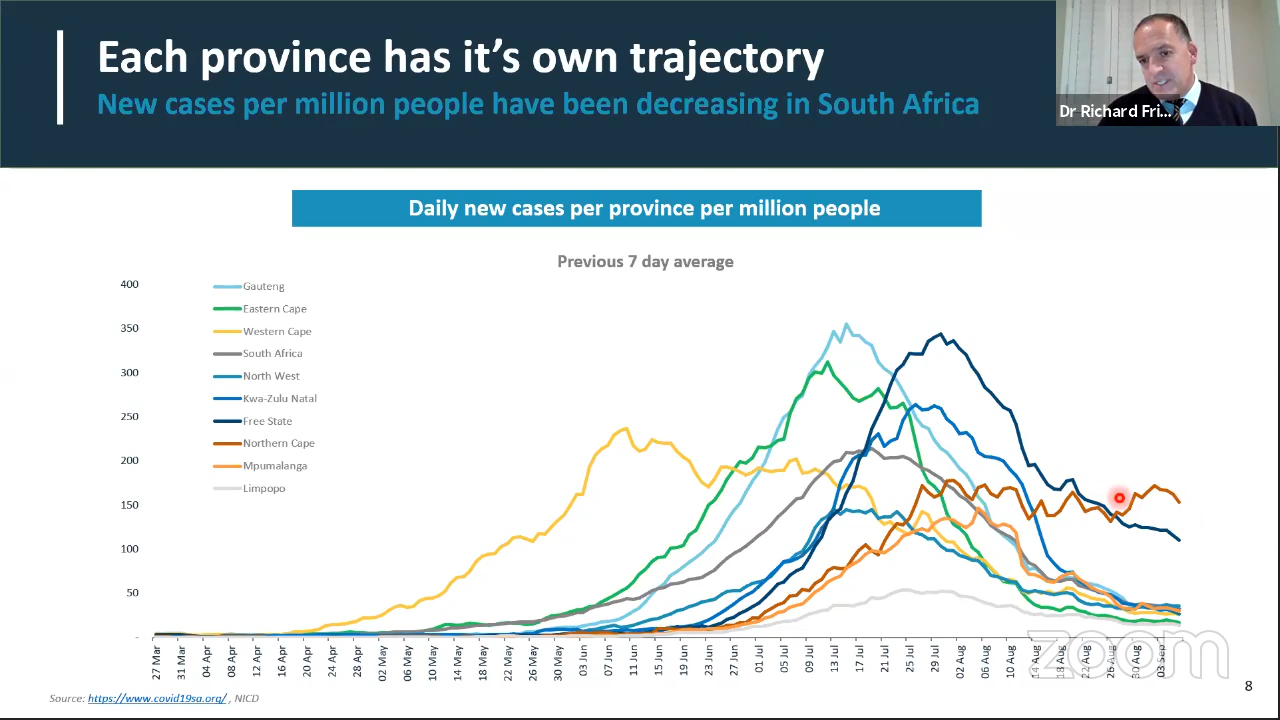 Each province has it's own trajectory
New cases per million people have been decreasing in South Africa
Dr Richard Fri...
Daily new cases per province per million people
Previous 7 day average
400
350
300
250
200
150
100
50
-
Gauteng
Eastern Cape
Western Cape
South Africa
North West
Kwa-Zulu Natal
Free State
Northern Cape
Mpumalanga
Limpopo
27 Mar
31 Mar
04 Apr
08 Apr
12 Apr
16 Apr
20 Apr
24 Apr
28 Apr
02 May
06 May
10 May
14 May
18 May
22 May
26 May
30 May
03 Jun
07 Jun
11 Jun
15 Jun
19 Jun
23 Jun
27 Jun
01 Jul
05 Jul
09 Jul
13 Jul
17 Jul
21 Jul
25 Jul
29 Jul
02 Aug
06 Aug
10 Aug
14 Aug
18 Aug
22 Aug
26 Aug
30 Aug
03 Sep
zoom
Source: https://www.covid19sa.org/ , NICD
8